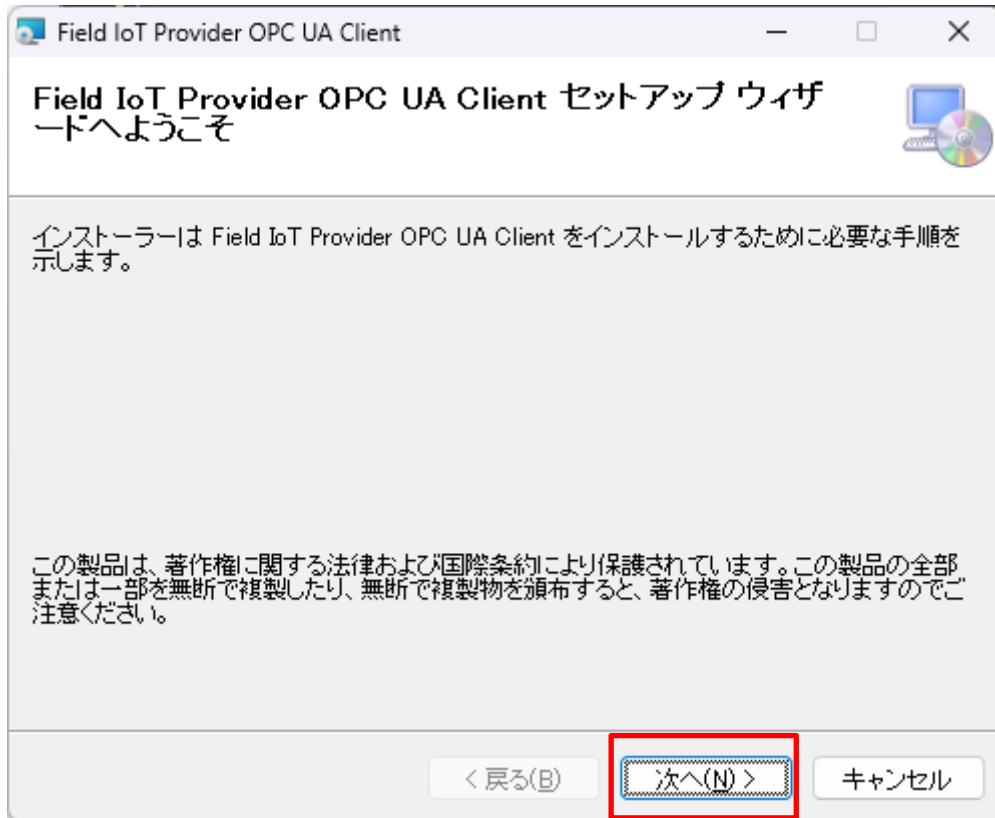 Field IoT Provider OPC UA Client
Field IoT Provider OPC UA Client セットアップ ウィザ
ードへようこそ
インストーラーは Field IoT Provider OPC UA Client をインストールするために必要な手順を
示します。
この製品は、著作権に関する法律および国際条約により保護されています。この製品の全部
または一部を無断で複製したり、無断で複製物を頒布すると、著作権の侵害となりますのでご
注意ください。
< 戻る(B)
次へ(N) >
キャンセル